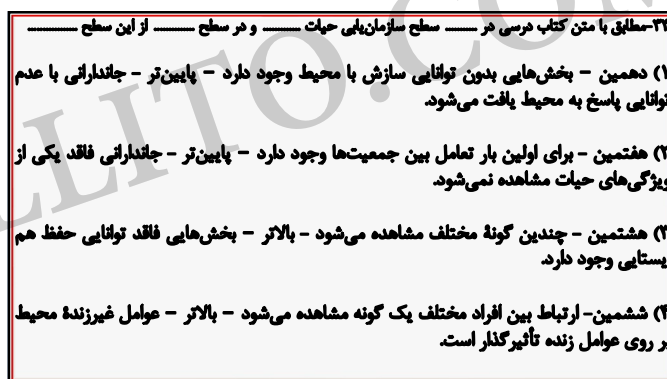 ۳۳-مطابق با متن کتاب درسی در ........ سطح سازمان‌یابی حیات ......... و در سطح ......... از این سطح ...........
۱) دهمین – بخش‌هایی بدون توانایی سازش با محیط وجود دارد – پایین‌تر – جاندارانی با عدم
توانایی پاسخ به محیط یافت می‌شود.
۲) هفتمین – برای اولین بار تعامل بین جمعیت‌ها وجود دارد – پایین‌تر – جاندارانی فاقد یکی از
ویژگی‌های حیات مشاهده نمی‌شود.
۳) هشتمین – چندین گونهٔ مختلف مشاهده می‌شود – بالاتر – بخش‌هایی فاقد توانایی حفظ هم
ایستایی وجود دارد.
۴) ششمین– ارتباط بین افراد مختلف یک گونه مشاهده می‌شود – بالاتر – عوامل غیرزندهٔ محیط
بر روی عوامل زنده تأثیرگذار است.
LLITO.COM